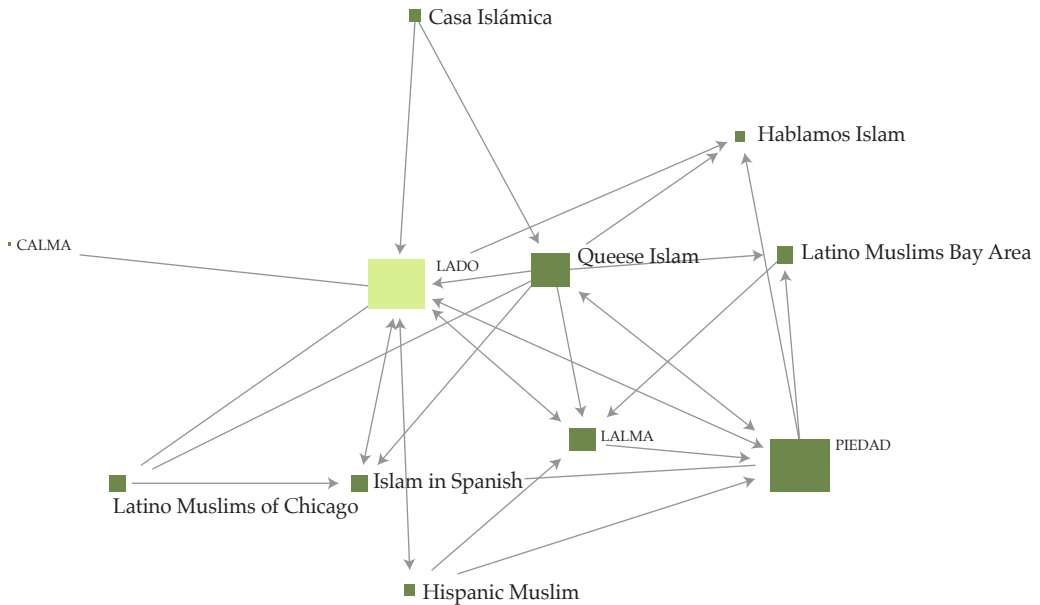 Casa Islámica
Hablamos Islam
CALMA
LADO
Queese Islam
Latino Muslims Bay Area
LALMA
PIEDAD
Islam in Spanish
Latino Muslims of Chicago
Hispanic Muslim